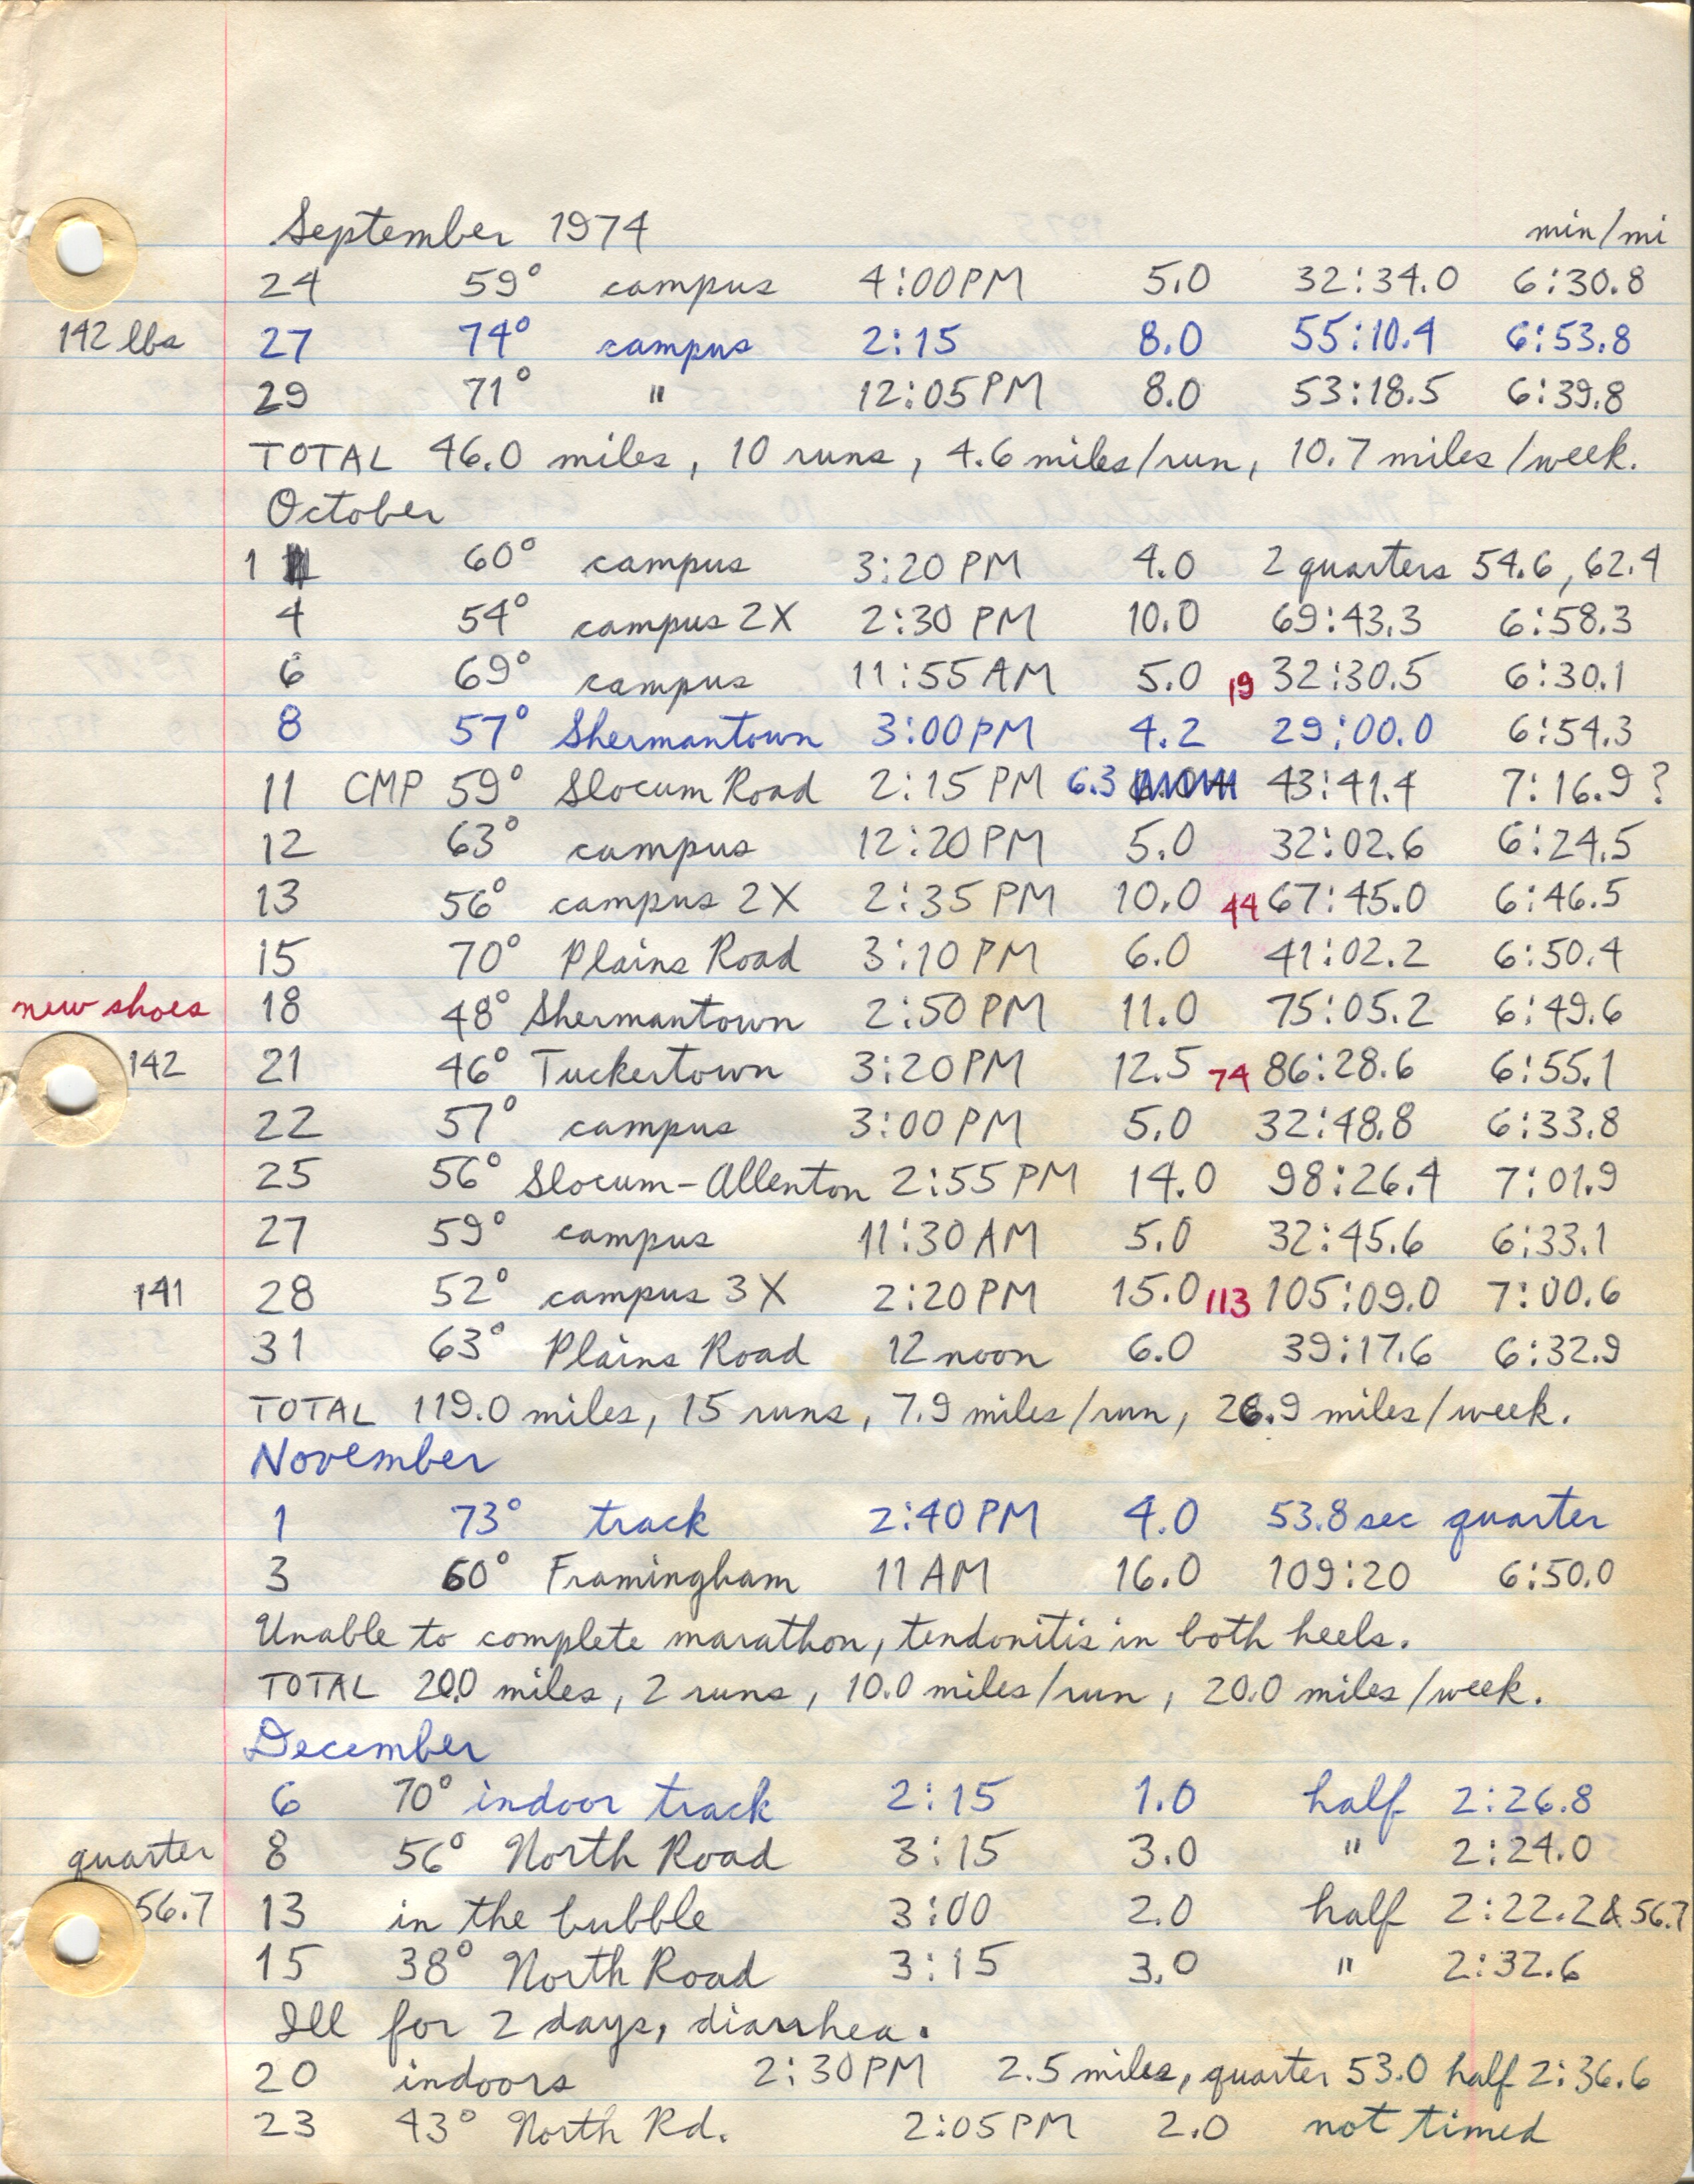 September 1974 min/mi
24 59° campus 4:00PM 5.0 32:34.0 6:30.8
142 lbs 27 74° campus 2:15 8.0 55:10.4 6:53.8
29 71° " 12:05PM 8.0 53:18.5 6:39.8
TOTAL 46.0 miles, 10 runs, 4.6 miles/run, 10.7 miles/week.
October
1 60° campus 3:20 PM 4.0 2 quarters 54.6, 62.4
4 54° campus 2X 2:30 PM 10.0 69:43.3 6:58.3
6 69° campus 11:55AM 5.0 19 32:30.5 6:30.1
8 57° Shermantown 3:00PM 4.2 29:00.0 6:54.3
11 CMP 59° Slocum Road 2:15 PM 6.3 43:41.4 7:16.9?
12 63° campus 12:20PM 5.0 32:02.6 6:24.5
13 56° campus 2X 2:35 PM 10.0 44 67:45.0 6:46.5
15 70° Plains Road 3:10 PM 6.0 41:02.2 6:50.4
new shoes 18 48° Shermantown 2:50 PM 11.0 75:05.2 6:49.6
142 21 46° Tuckertown 3:20PM 12.5 74 86:28.6 6:55.1
22 57° campus 3:00 PM 5.0 32:48.8 6:33.8
25 56° Slocum-Allenton 2:55 PM 14.0 98:26.4 7:01.9
27 59° campus 11:30 AM 5.0 32:45.6 6:33.1
141 28 52° campus 3X 2:20PM 15.0 113 105:09.0 7:00.6
31 63° Plains Road 12 noon 6.0 39:17.6 6:32.9
TOTAL 119.0 miles, 15 runs, 7.9 miles/run, 26.9 miles/week.
November
1 73° track 2:40PM 4.0 53.8 sec quarter
3 60° Framingham 11 AM 16.0 109:20 6:50.0
Unable to complete marathon, tendonitis in both heels.
TOTAL 20.0 miles, 2 runs, 10.0 miles/run, 20.0 miles/week.
December
6 70° indoor track 2:15 1.0 half 2:26.8
quarter 8 56° North Road 3:15 3.0 " 2:24.0
56.7 13 in the bubble 3:00 2.0 half 2:22.2 & 56.7
15 38° North Road 3:15 3.0 " 2:32.6
Ill for 2 days, diarrhea.
20 indoors 2:30PM 2.5 miles, quarter 53.0 half 2:36.6
23 43° North Rd. 2:05PM 2.0 not timed